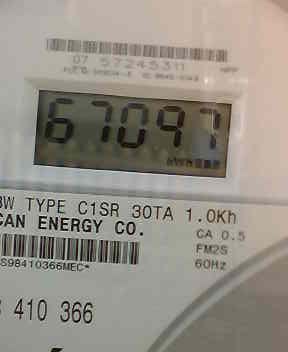 07 57245311
67097
kWh
3W TYPE C1SR 30TA 1.0Kh
CAN ENERGY CO.
CA 0.5
FM2S
60Hz
S98410366MEC*
410 366